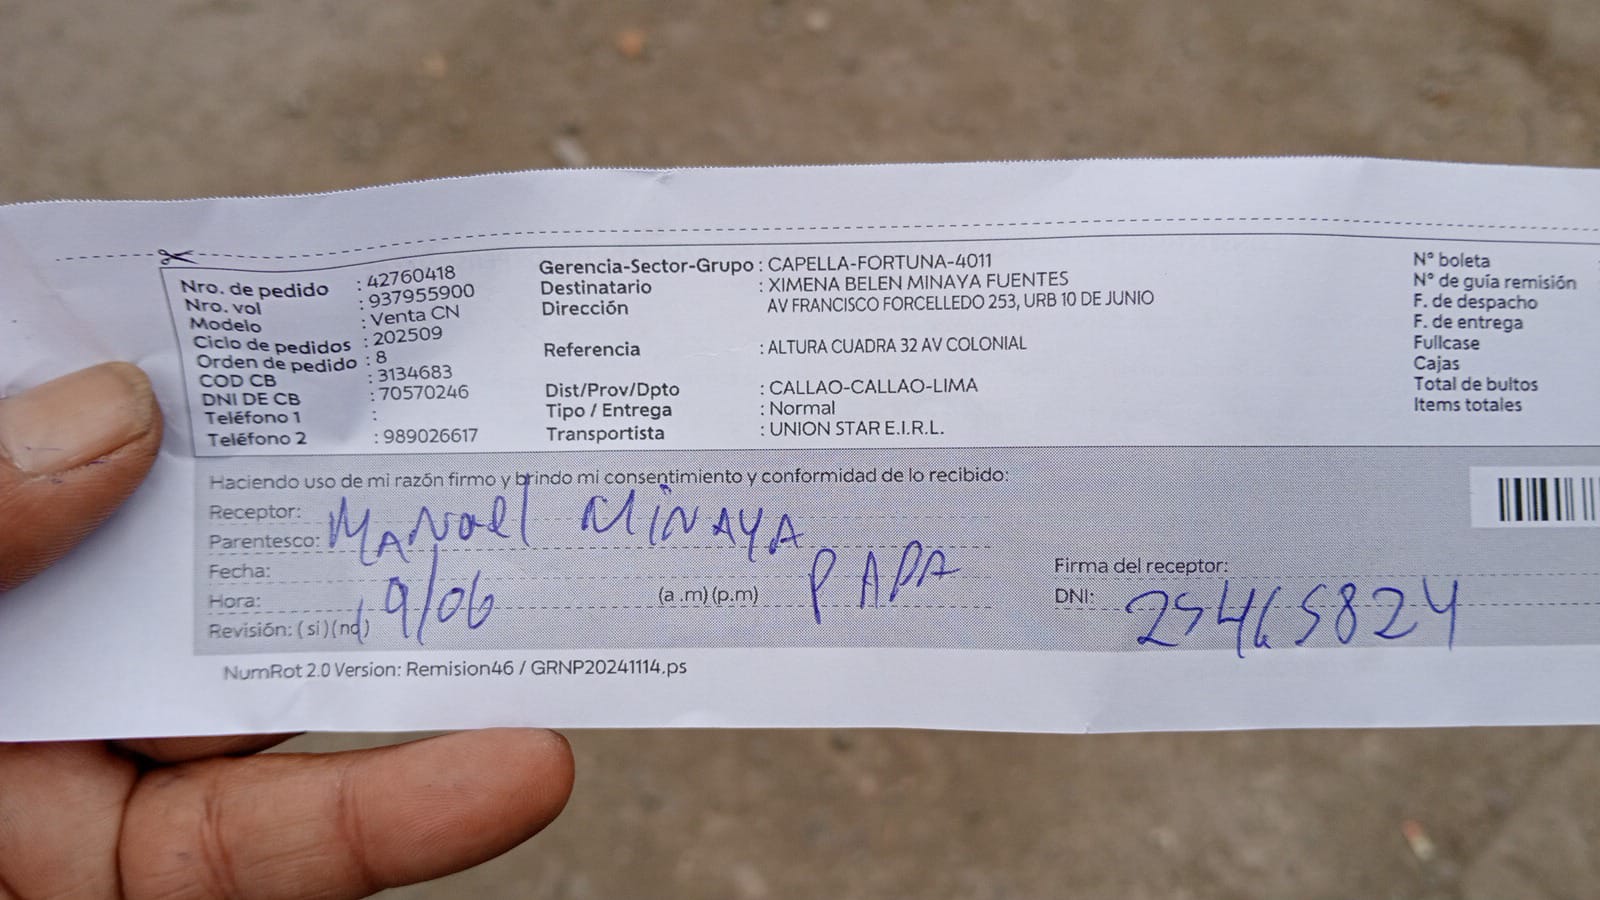 Nro. de pedido : 42760418
Nro. vol : 937955900
Modelo : Venta CN
Ciclo de pedidos : 202509
Orden de pedido : 8
COD CB : 3134683
DNI DE CB : 70570246
Teléfono 1 :
Teléfono 2 : 989026617
Gerencia-Sector-Grupo : CAPELLA-FORTUNA-4011
Destinatario : XIMENA BELEN MINAYA FUENTES
Dirección AV FRANCISCO FORCELLEDO 253, URB 10 DE JUNIO
Referencia : ALTURA CUADRA 32 AV COLONIAL
Dist/Prov/Dpto : CALLAO-CALLAO-LIMA
Tipo / Entrega : Normal
Transportista : UNION STAR E.I.R.L.
N° boleta
N° de guía remisión
F. de despacho
F. de entrega
Fullcase
Cajas
Total de bultos
Items totales
Haciendo uso de mi razón firmo y brindo mi consentimiento y conformidad de lo recibido:
Receptor: MANUEL MINAYA
Parentesco: PAPA
Fecha: 19/06
Hora: (a .m) (p.m)
Revisión: ( si ) ( no )
Firma del receptor:
DNI: 25465824
NumRot 2.0 Version: Remision46 / GRNP20241114.ps